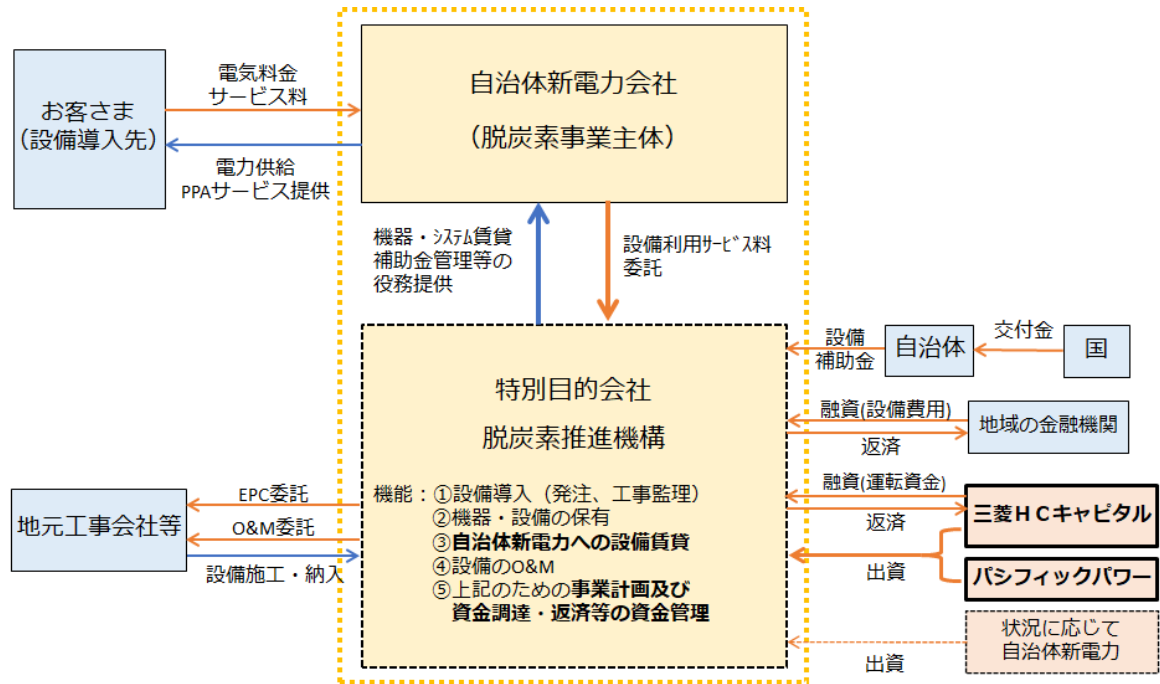 お客さま
（設備導入先）
電気料金
サービス料
電力供給
PPAサービス提供
自治体新電力会社
（脱炭素事業主体）
機器・ｼｽﾃﾑ賃貸
補助金管理等の
役務提供
設備利用ｻｰﾋﾞｽ料
委託
特別目的会社
脱炭素推進機構
機能：①設備導入（発注、工事監理）
②機器・設備の保有
③自治体新電力への設備賃貸
④設備のO&M
⑤上記のための事業計画及び
資金調達・返済等の資金管理
地元工事会社等
EPC委託
O&M委託
設備施工・納入
設備
補助金
自治体
交付金
国
融資(設備費用)
返済
地域の金融機関
融資(運転資金)
返済
三菱ＨＣキャピタル
出資
パシフィックパワー
出資
状況に応じて
自治体新電力